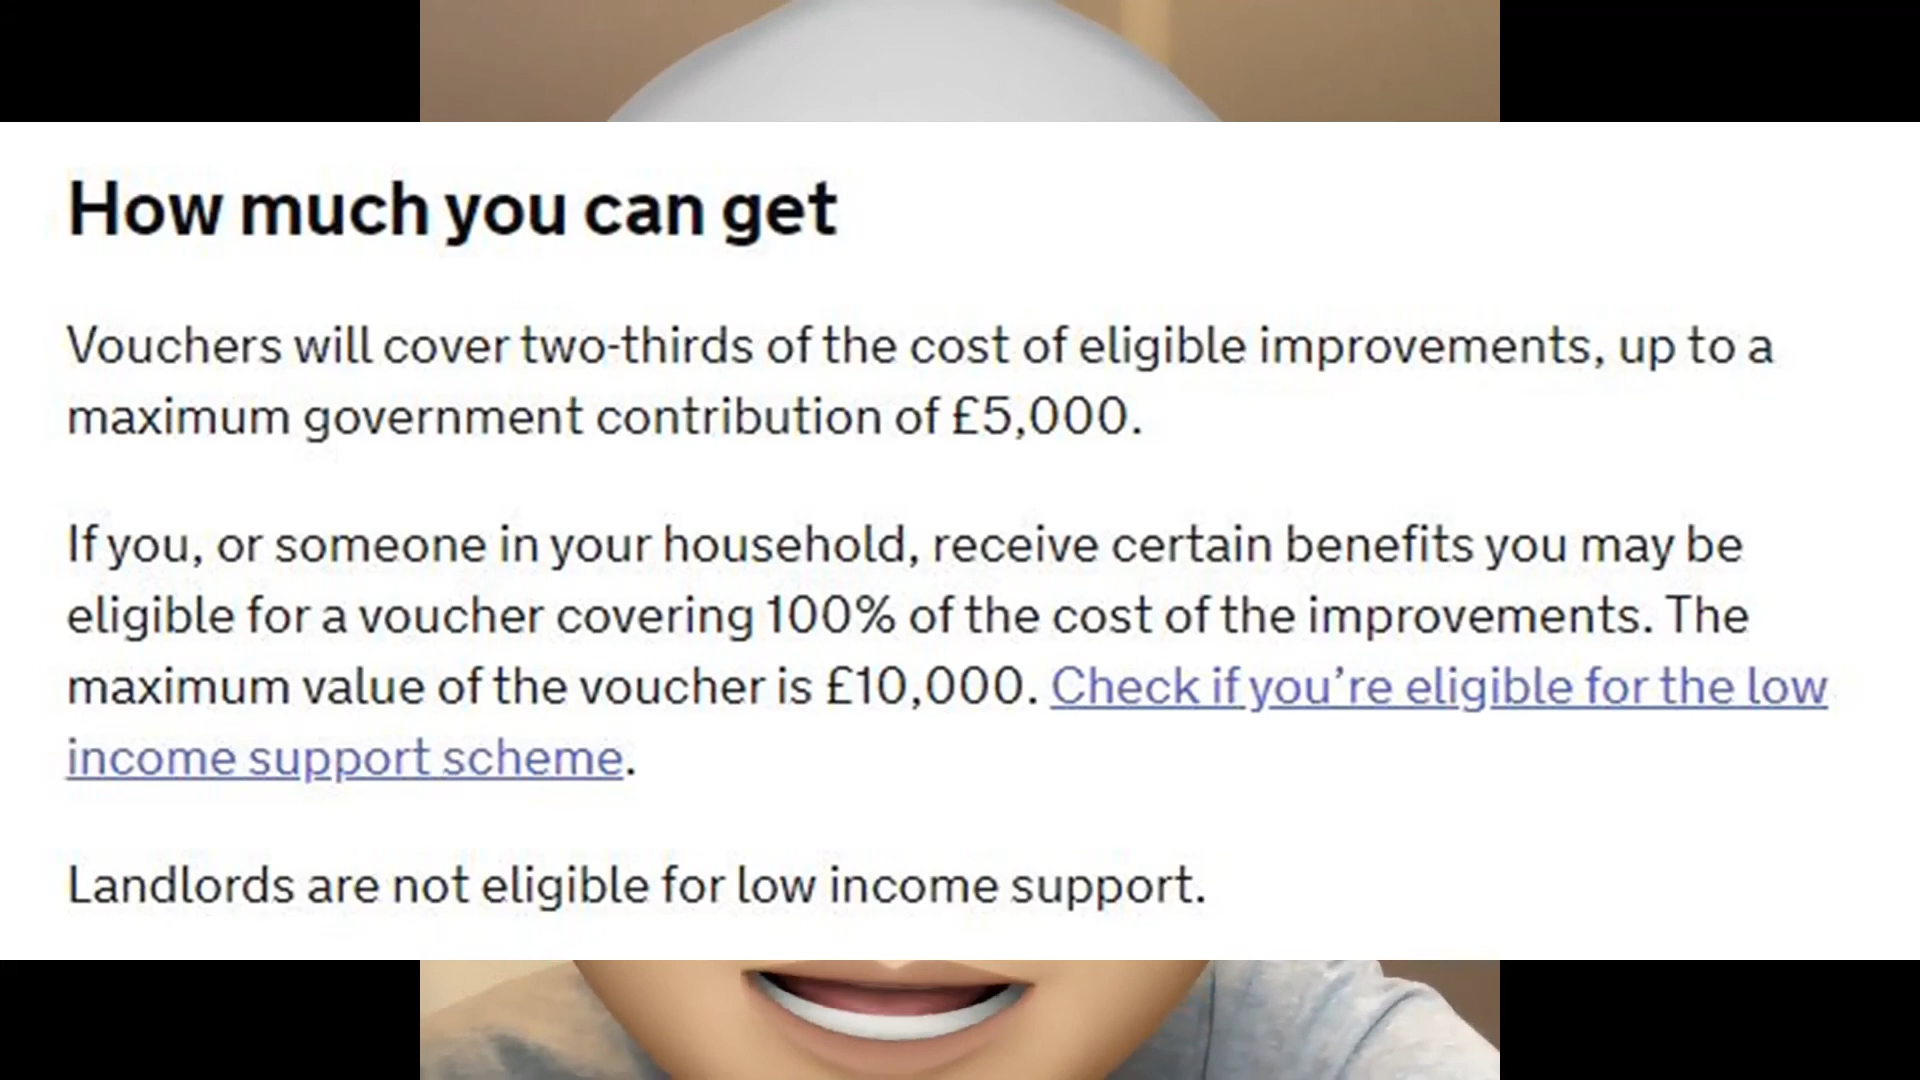 How much you can get
Vouchers will cover two-thirds of the cost of eligible improvements, up to a
maximum government contribution of £5,000.
If you, or someone in your household, receive certain benefits you may be
eligible for a voucher covering 100% of the cost of the improvements. The
maximum value of the voucher is £10,000. Check if you’re eligible for the low
income support scheme.
Landlords are not eligible for low income support.